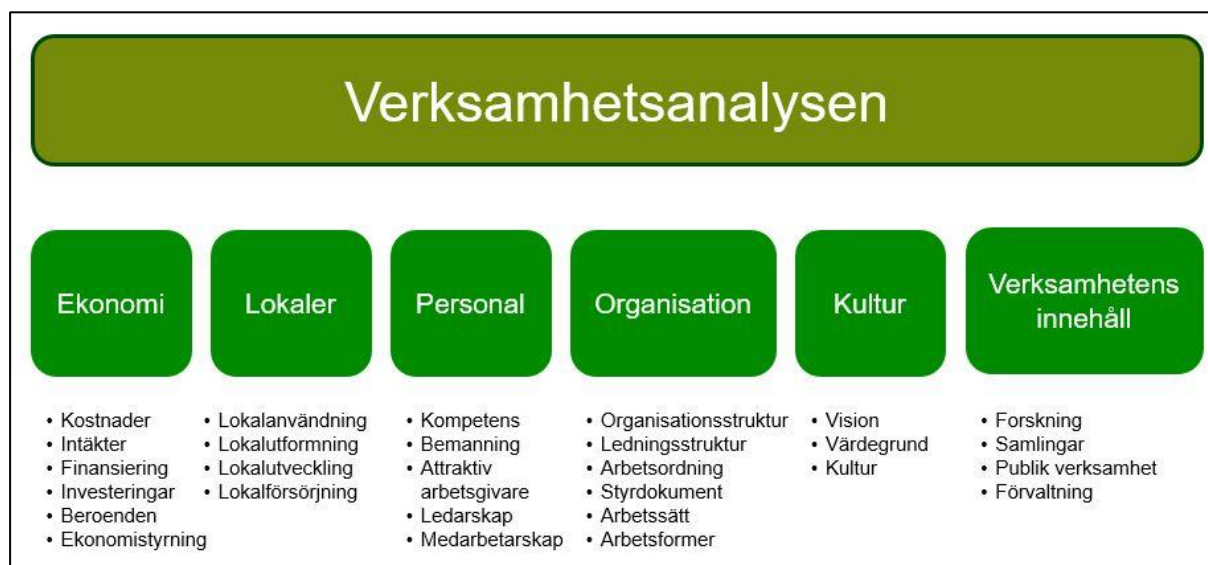 Verksamhetsanalysen
Ekonomi
• Kostnader
• Intäkter
• Finansiering
• Investeringar
• Beroenden
• Ekonomistyrning
Lokaler
• Lokalanvändning
• Lokalutformning
• Lokalutveckling
• Lokalförsörjning
Personal
• Kompetens
• Bemanning
• Attraktiv
arbetsgivare
• Ledarskap
• Medarbetarskap
Organisation
• Organisationsstruktur
• Ledningsstruktur
• Arbetsordning
• Styrdokument
• Arbetssätt
• Arbetsformer
Kultur
• Vision
• Värdegrund
• Kultur
Verksamhetens
innehåll
• Forskning
• Samlingar
• Publik verksamhet
• Förvaltning